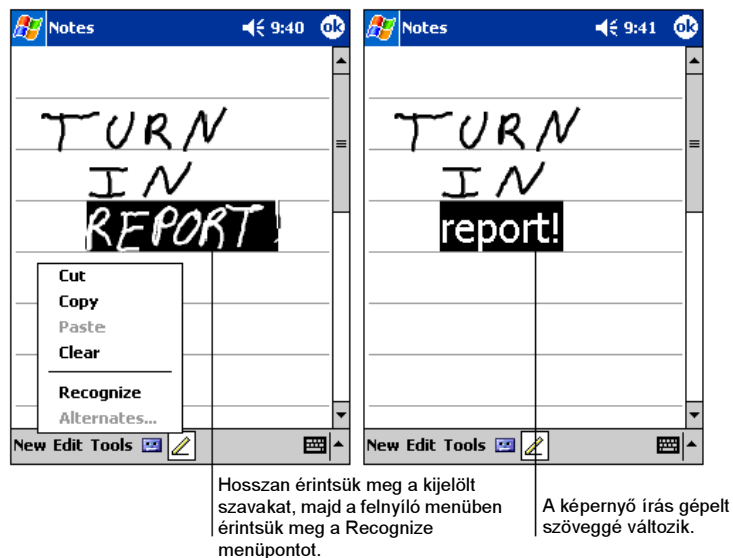 Notes 9:40 ok
TURN
IN
REPORT!
Cut
Copy
Paste
Clear
Recognize
Alternates...
New Edit Tools
Hosszan érintsük meg a kijelölt
szavakat, majd a felnyíló menüben
érintsük meg a Recognize
menüpontot.
Notes 9:41 ok
TURN
IN
report!
New Edit Tools
A képernyő írás gépelt
szöveggé változik.